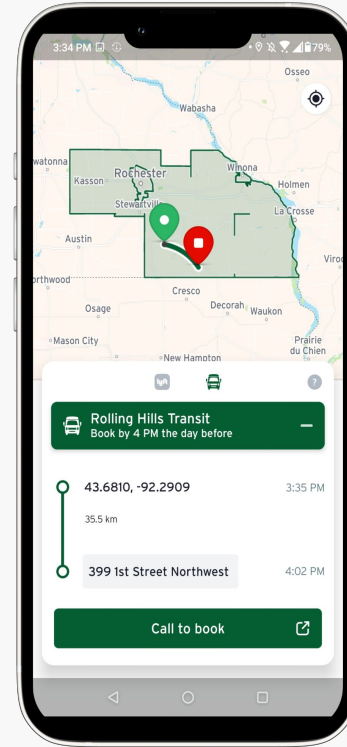 3:34 PM
79%
Osseo
Wabasha
watonna
Kasson
Rochester
Winona
Holmen
Stewartville
La Crosse
Austin
Viroq
orthwood
Cresco
Osage
Decorah
Waukon
Mason City
New Hampton
Prairie
du Chien
lyft
?
Rolling Hills Transit
Book by 4 PM the day before
43.6810, -92.2909 3:35 PM
35.5 km
399 1st Street Northwest 4:02 PM
Call to book